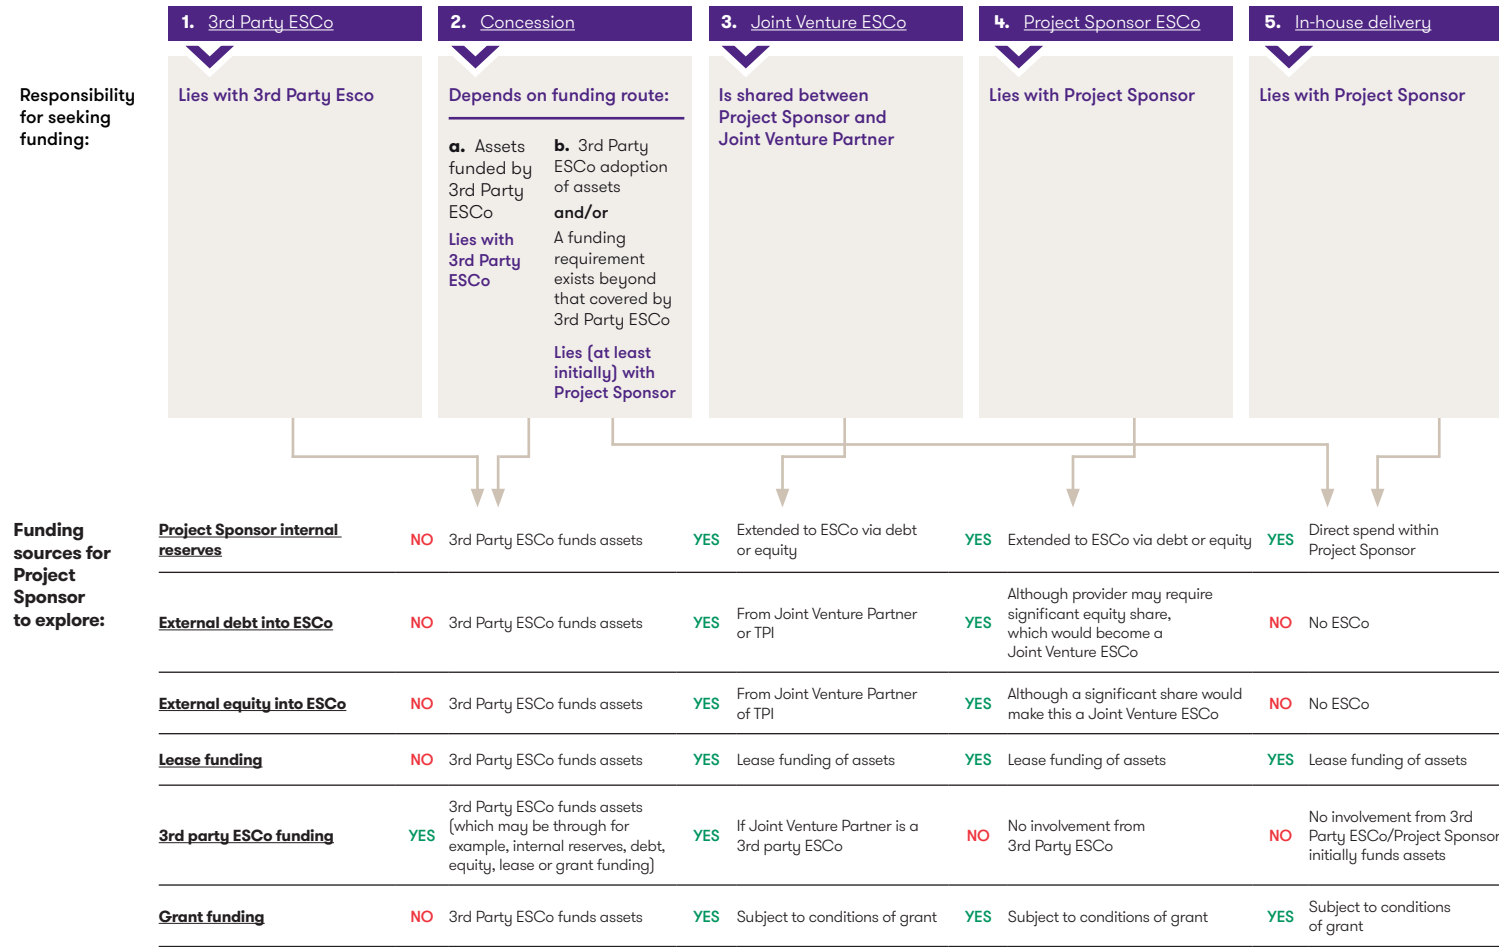 1. 3rd Party ESCo
2. Concession
3. Joint Venture ESCo
4. Project Sponsor ESCo
5. In-house delivery
Responsibility
for seeking
funding:
Lies with 3rd Party Esco
Depends on funding route:
a. Assets
funded by
3rd Party
ESCo
Lies with
3rd Party
ESCo
b. 3rd Party
ESCo adoption
of assets
and/or
A funding
requirement
exists beyond
that covered by
3rd Party ESCo
Lies (at least
initially) with
Project Sponsor
Is shared between
Project Sponsor and
Joint Venture Partner
Lies with Project Sponsor
Lies with Project Sponsor
Funding
sources for
Project
Sponsor
to explore:
Project Sponsor internal
reserves
NO 3rd Party ESCo funds assets
YES Extended to ESCo via debt
or equity
YES Extended to ESCo via debt or equity
YES Direct spend within
Project Sponsor
External debt into ESCo
NO 3rd Party ESCo funds assets
YES From Joint Venture Partner
or TPI
YES Although provider may require
significant equity share,
which would become a
Joint Venture ESCo
NO No ESCo
External equity into ESCo
NO 3rd Party ESCo funds assets
YES From Joint Venture Partner
of TPI
YES Although a significant share would
make this a Joint Venture ESCo
NO No ESCo
Lease funding
NO 3rd Party ESCo funds assets
YES Lease funding of assets
YES Lease funding of assets
YES Lease funding of assets
3rd party ESCo funding
YES 3rd Party ESCo funds assets
(which may be through for
example, internal reserves, debt,
equity, lease or grant funding)
YES If Joint Venture Partner is a
3rd party ESCo
NO No involvement from
3rd Party ESCo
NO No involvement from 3rd
Party ESCo/Project Sponsor
initially funds assets
Grant funding
NO 3rd Party ESCo funds assets
YES Subject to conditions of grant
YES Subject to conditions of grant
YES Subject to conditions
of grant